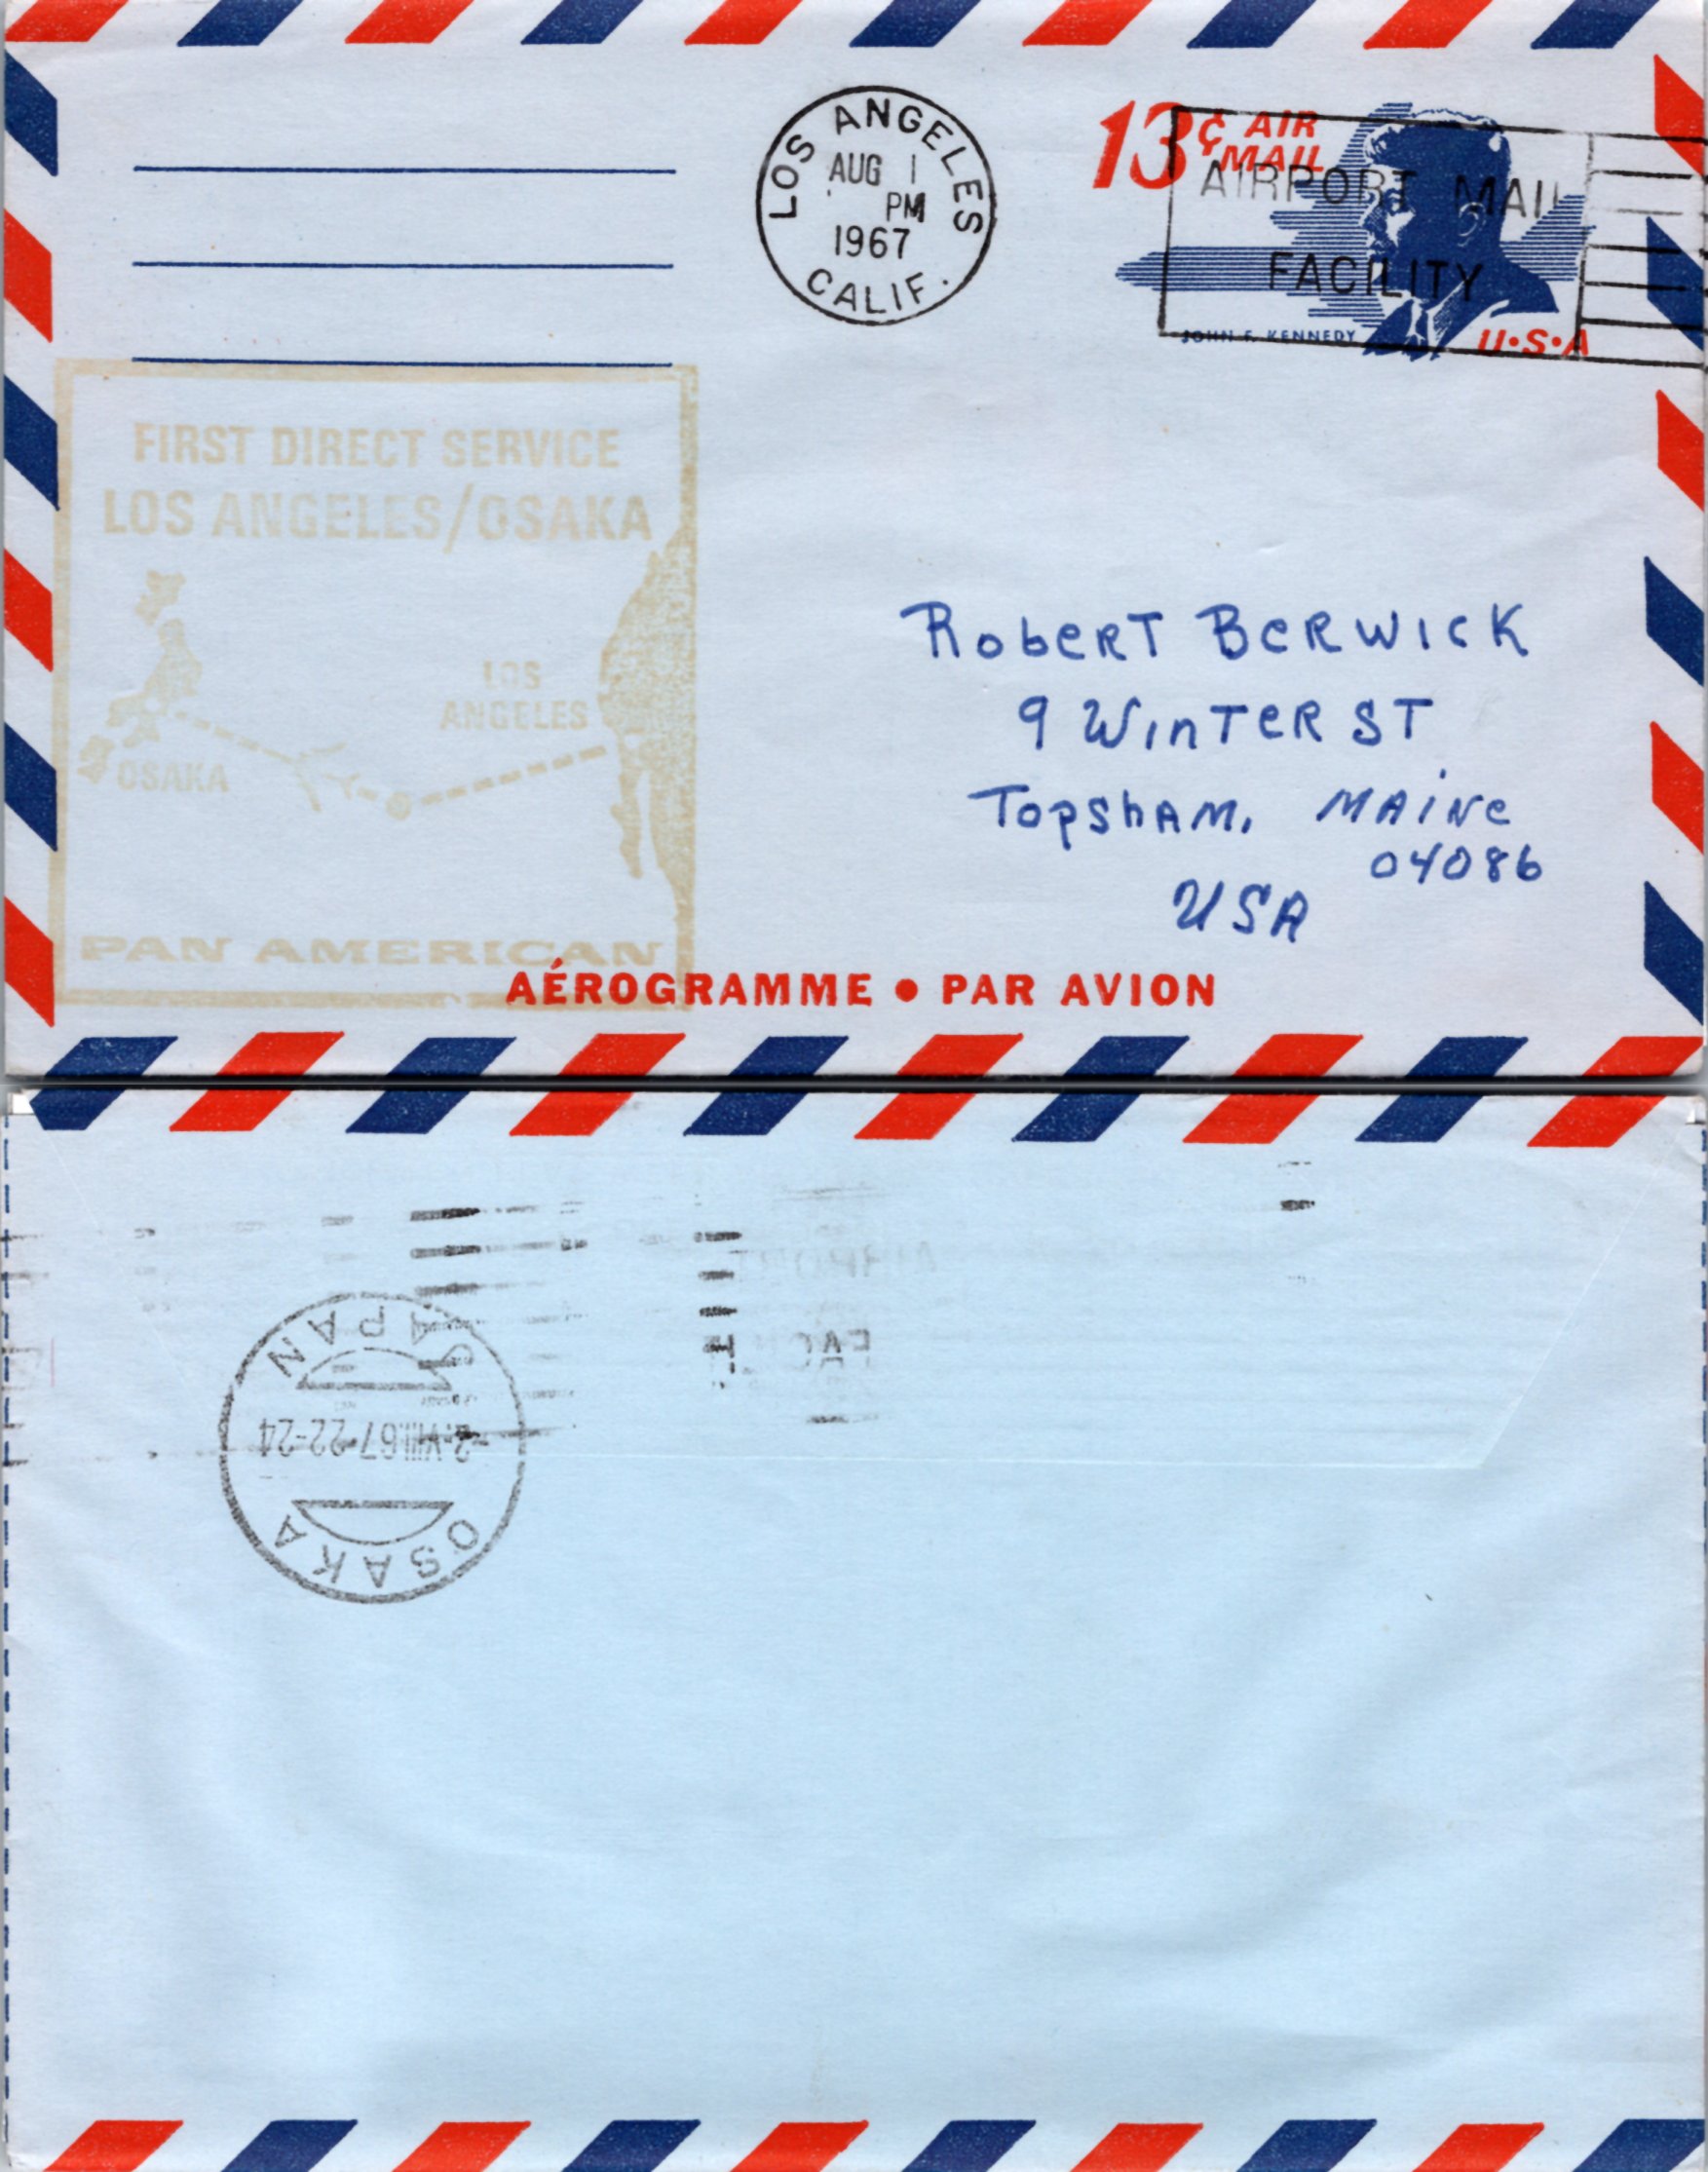 LOS ANGELES
AUG 1
PM
1967
CALIF.
13¢ AIR
MAIL
AIRPORT MAIL
FACILITY
JOHN F. KENNEDY
U•S•A
FIRST DIRECT SERVICE
LOS ANGELES/OSAKA
LOS
ANGELES
OSAKA
PAN AMERICAN
Robert Berwick
9 Winter St
Topsham, Maine
04086
USA
AÉROGRAMME • PAR AVION
AIRPORT
OSAKA
2.VIII.67.22-24
JAPAN